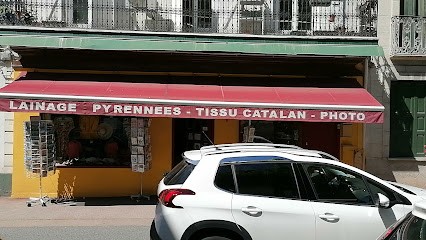 LAINAGE PYRENNEES - TISSU CATALAN - PHOTO